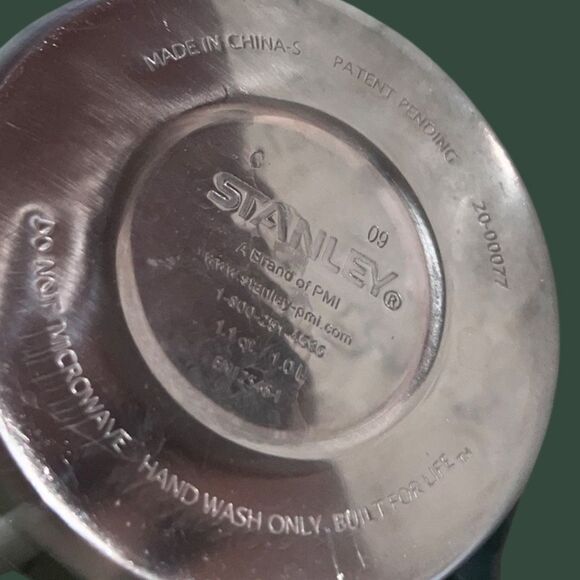 MADE IN CHINA-S PATENT PENDING 20-00077
C
STANLEY®
09
A Brand of PMI
www.stanley-pmi.com
1.1 qt / 1.0 L
DO NOT MICROWAVE HAND WASH ONLY. BUILT FOR LIFE™